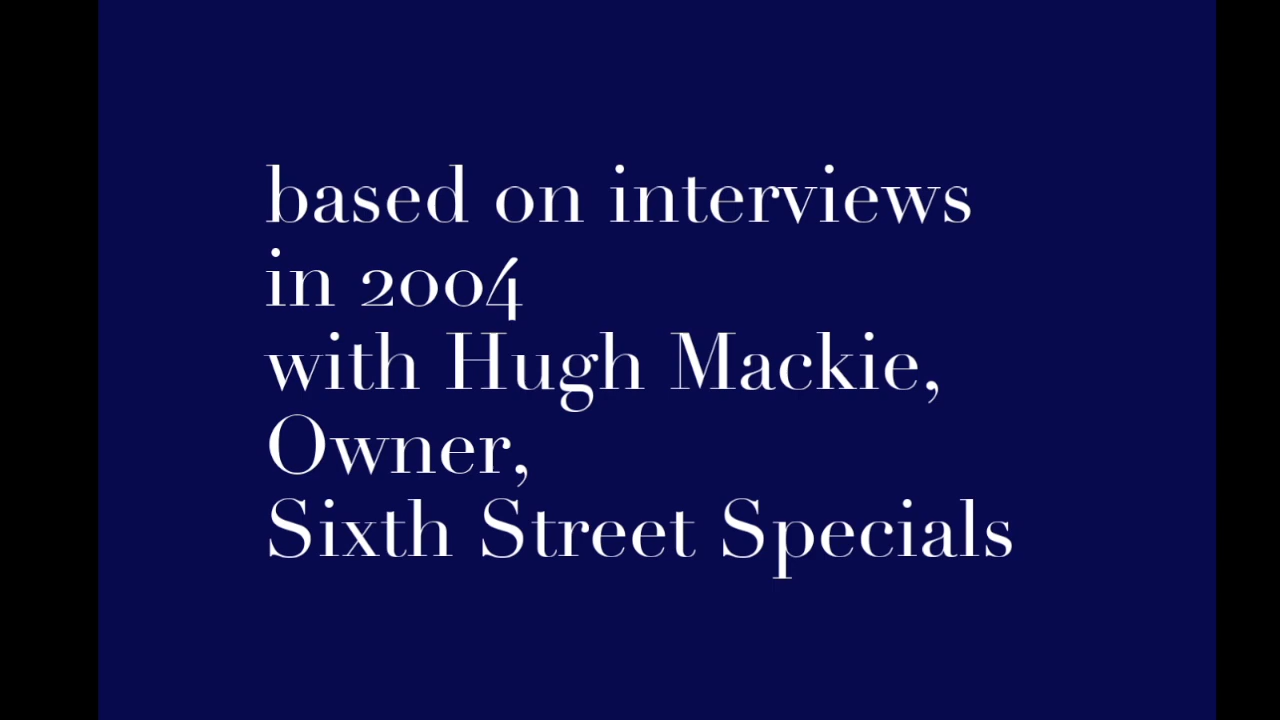 based on interviews
in 2004
with Hugh Mackie,
Owner,
Sixth Street Specials